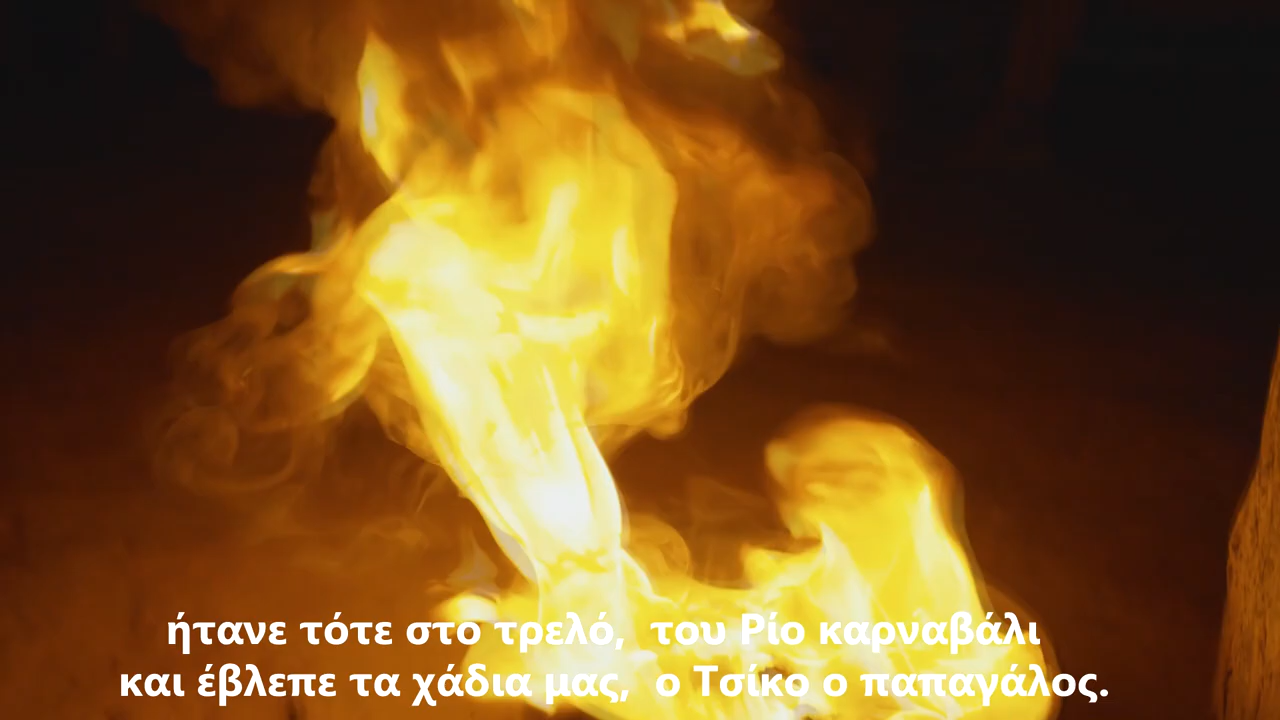 ήτανε τότε στο τρελό, του Ρίο καρναβάλι
και έβλεπε τα χάδια μας, ο Τσίκο ο παπαγάλος.